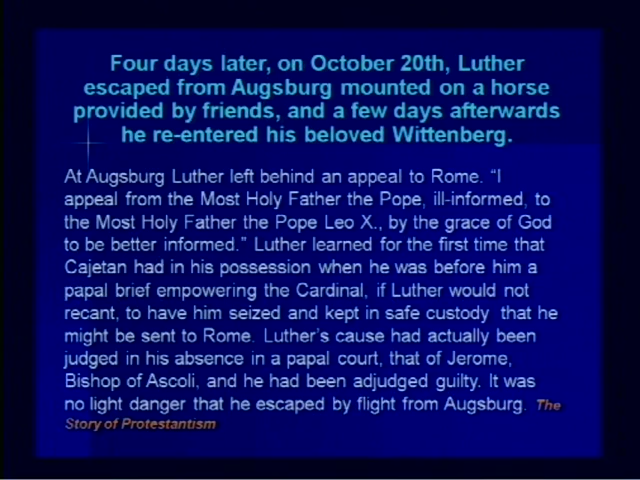 Four days later, on October 20th, Luther
escaped from Augsburg mounted on a horse
provided by friends, and a few days afterwards
he re-entered his beloved Wittenberg.
At Augsburg Luther left behind an appeal to Rome. “I
appeal from the Most Holy Father the Pope, ill-informed, to
the Most Holy Father the Pope Leo X., by the grace of God
to be better informed.” Luther learned for the first time that
Cajetan had in his possession when he was before him a
papal brief empowering the Cardinal, if Luther would not
recant, to have him seized and kept in safe custody that he
might be sent to Rome. Luther's cause had actually been
judged in his absence in a papal court, that of Jerome,
Bishop of Ascoli, and he had been adjudged guilty. It was
no light danger that he escaped by flight from Augsburg. The
Story of Protestantism